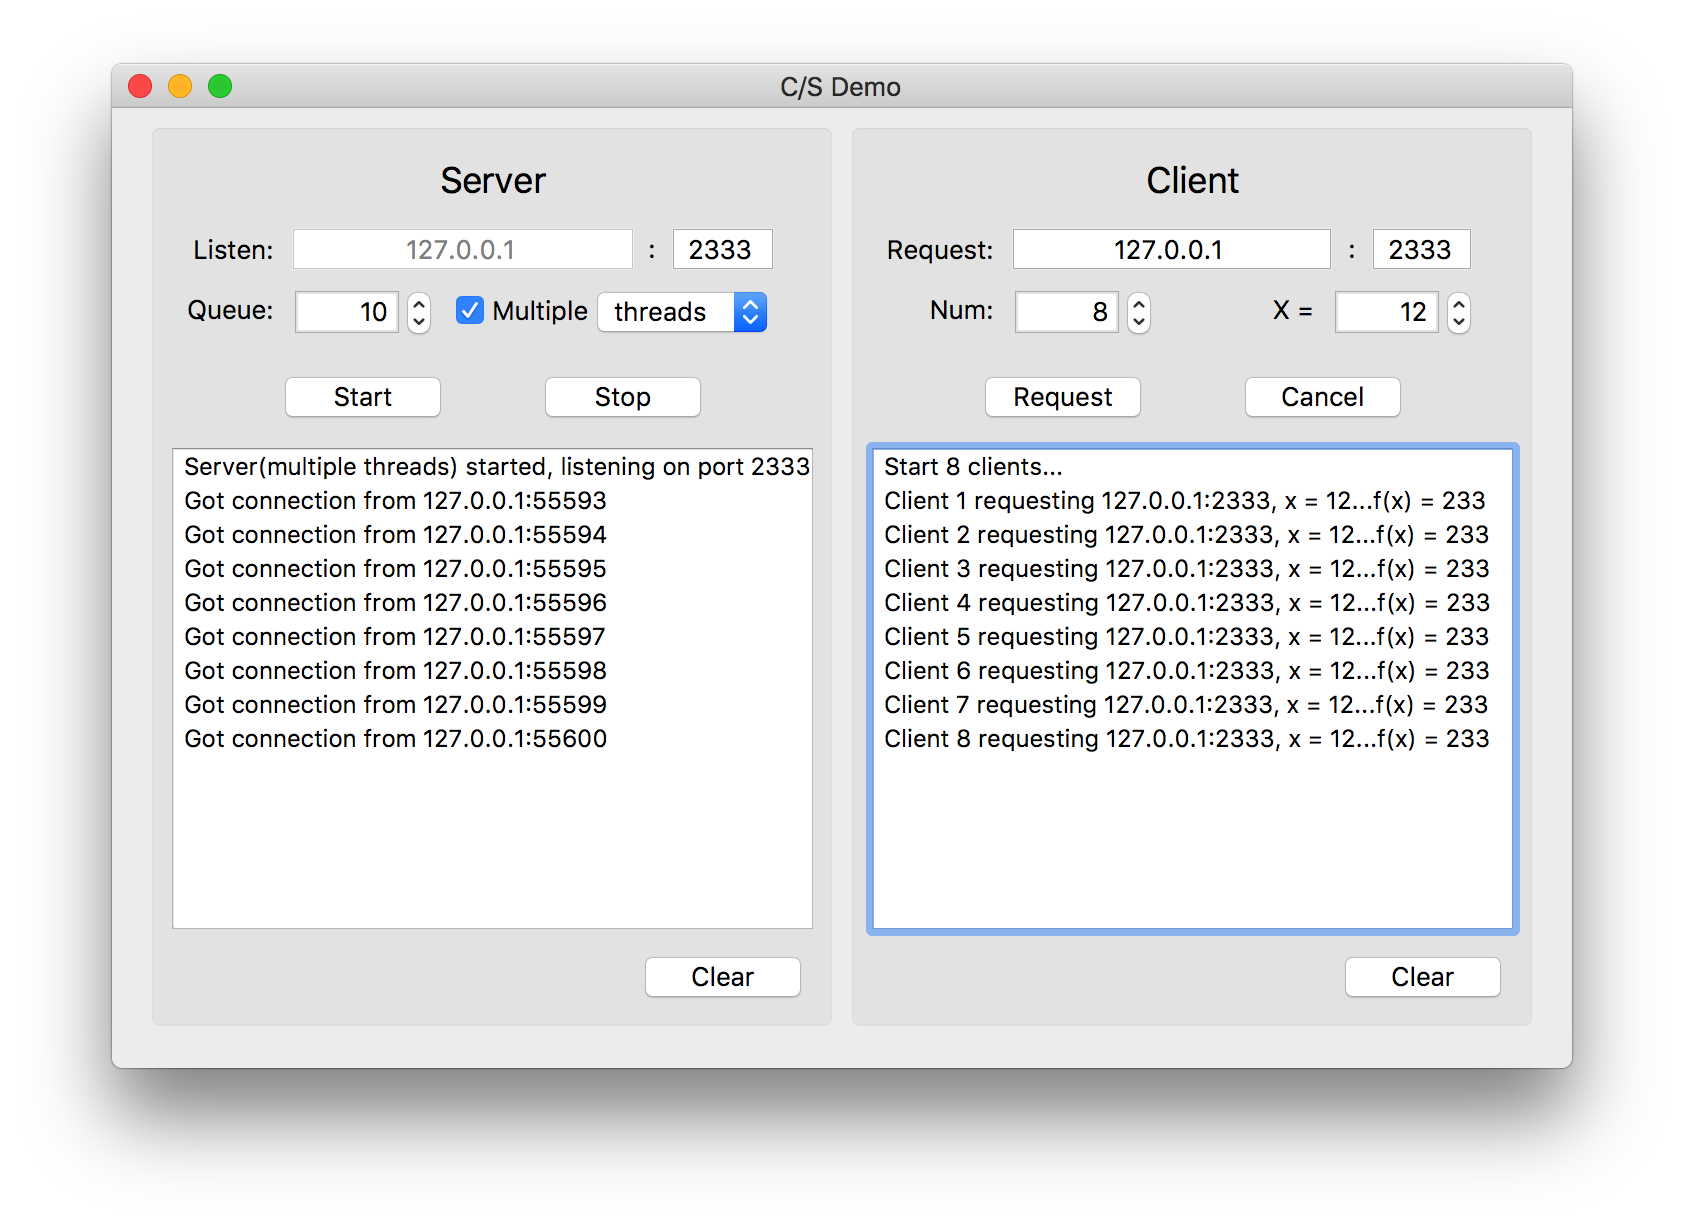 C/S Demo
Server
Listen: 127.0.0.1 : 2333
Queue: 10 Multiple threads
Start Stop
Server(multiple threads) started, listening on port 2333
Got connection from 127.0.0.1:55593
Got connection from 127.0.0.1:55594
Got connection from 127.0.0.1:55595
Got connection from 127.0.0.1:55596
Got connection from 127.0.0.1:55597
Got connection from 127.0.0.1:55598
Got connection from 127.0.0.1:55599
Got connection from 127.0.0.1:55600
Clear
Client
Request: 127.0.0.1 : 2333
Num: 8 X = 12
Request Cancel
Start 8 clients...
Client 1 requesting 127.0.0.1:2333, x = 12...f(x) = 233
Client 2 requesting 127.0.0.1:2333, x = 12...f(x) = 233
Client 3 requesting 127.0.0.1:2333, x = 12...f(x) = 233
Client 4 requesting 127.0.0.1:2333, x = 12...f(x) = 233
Client 5 requesting 127.0.0.1:2333, x = 12...f(x) = 233
Client 6 requesting 127.0.0.1:2333, x = 12...f(x) = 233
Client 7 requesting 127.0.0.1:2333, x = 12...f(x) = 233
Client 8 requesting 127.0.0.1:2333, x = 12...f(x) = 233
Clear